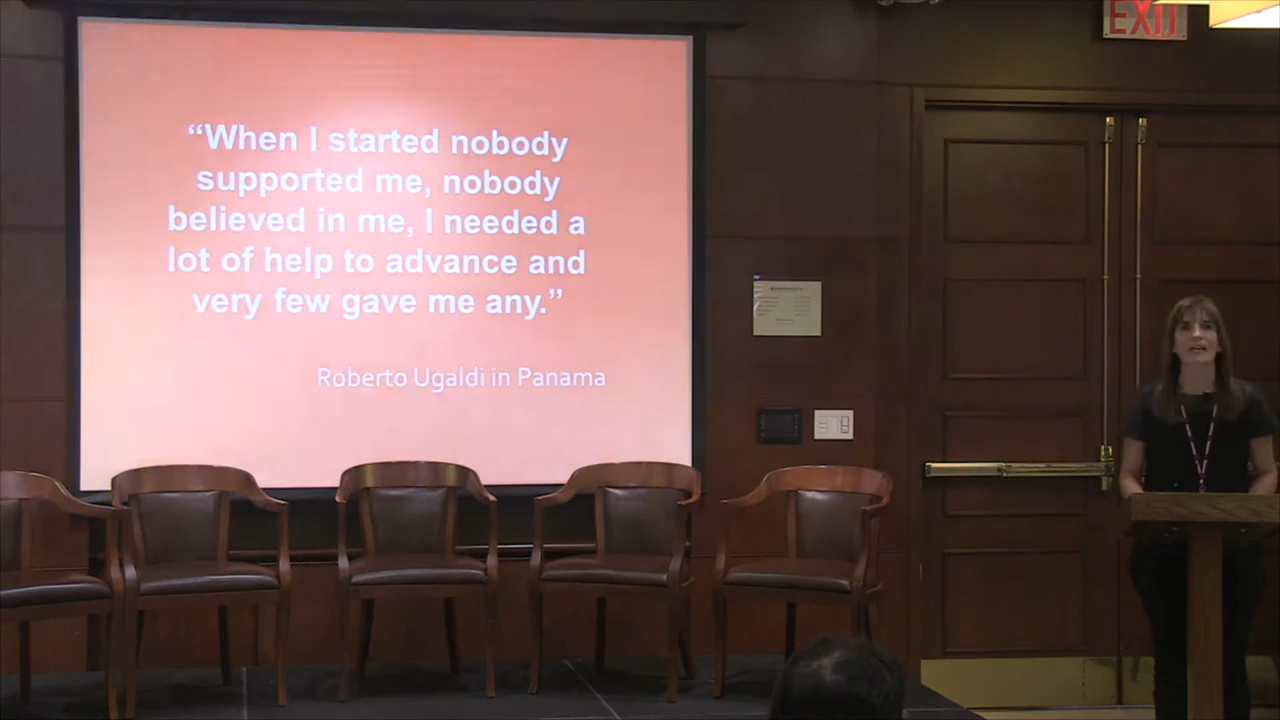 “When I started nobody
supported me, nobody
believed in me, I needed a
lot of help to advance and
very few gave me any.”
Roberto Ugaldi in Panama
EXIT